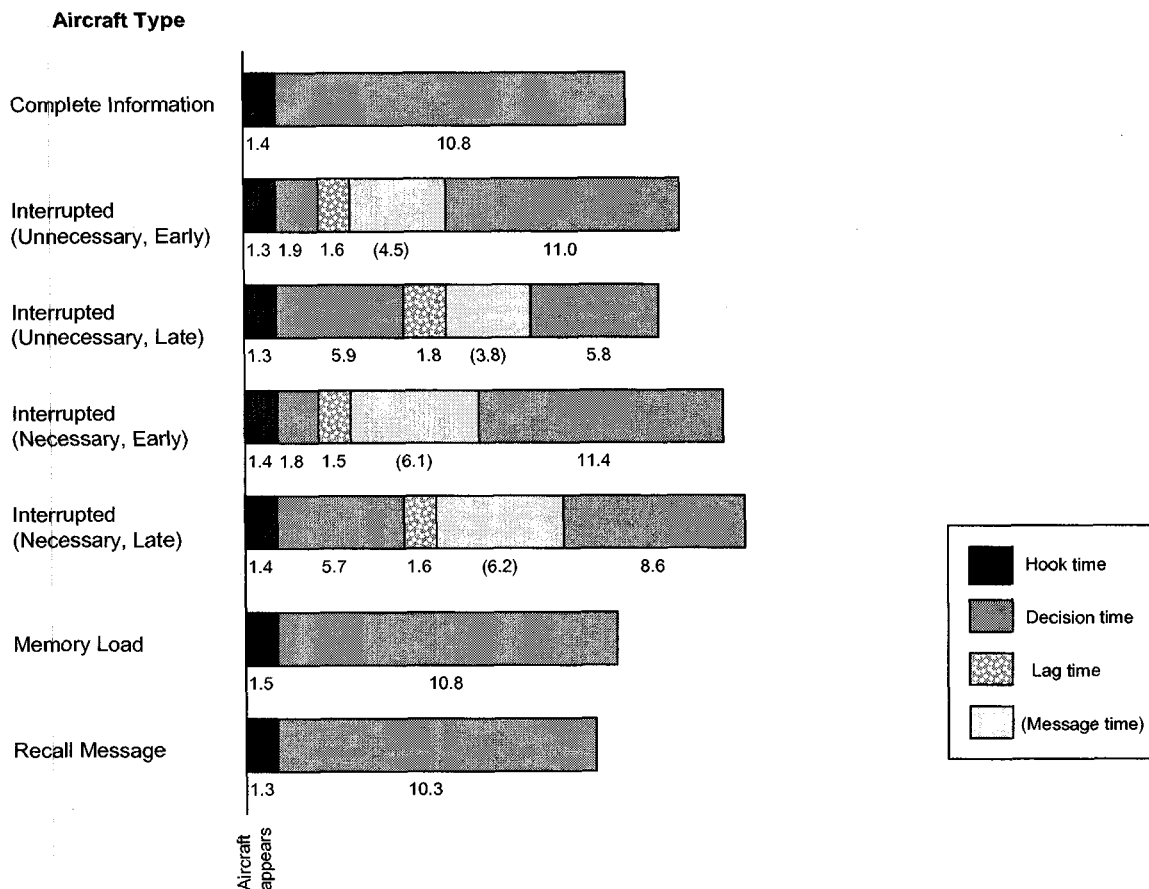 Aircraft Type
Complete Information
1.4 10.8
Interrupted
(Unnecessary, Early)
1.3 1.9 1.6 (4.5) 11.0
Interrupted
(Unnecessary, Late)
1.3 5.9 1.8 (3.8) 5.8
Interrupted
(Necessary, Early)
1.4 1.8 1.5 (6.1) 11.4
Interrupted
(Necessary, Late)
1.4 5.7 1.6 (6.2) 8.6
Memory Load
1.5 10.8
Recall Message
1.3 10.3
Aircraft
appears
Hook time
Decision time
Lag time
(Message time)